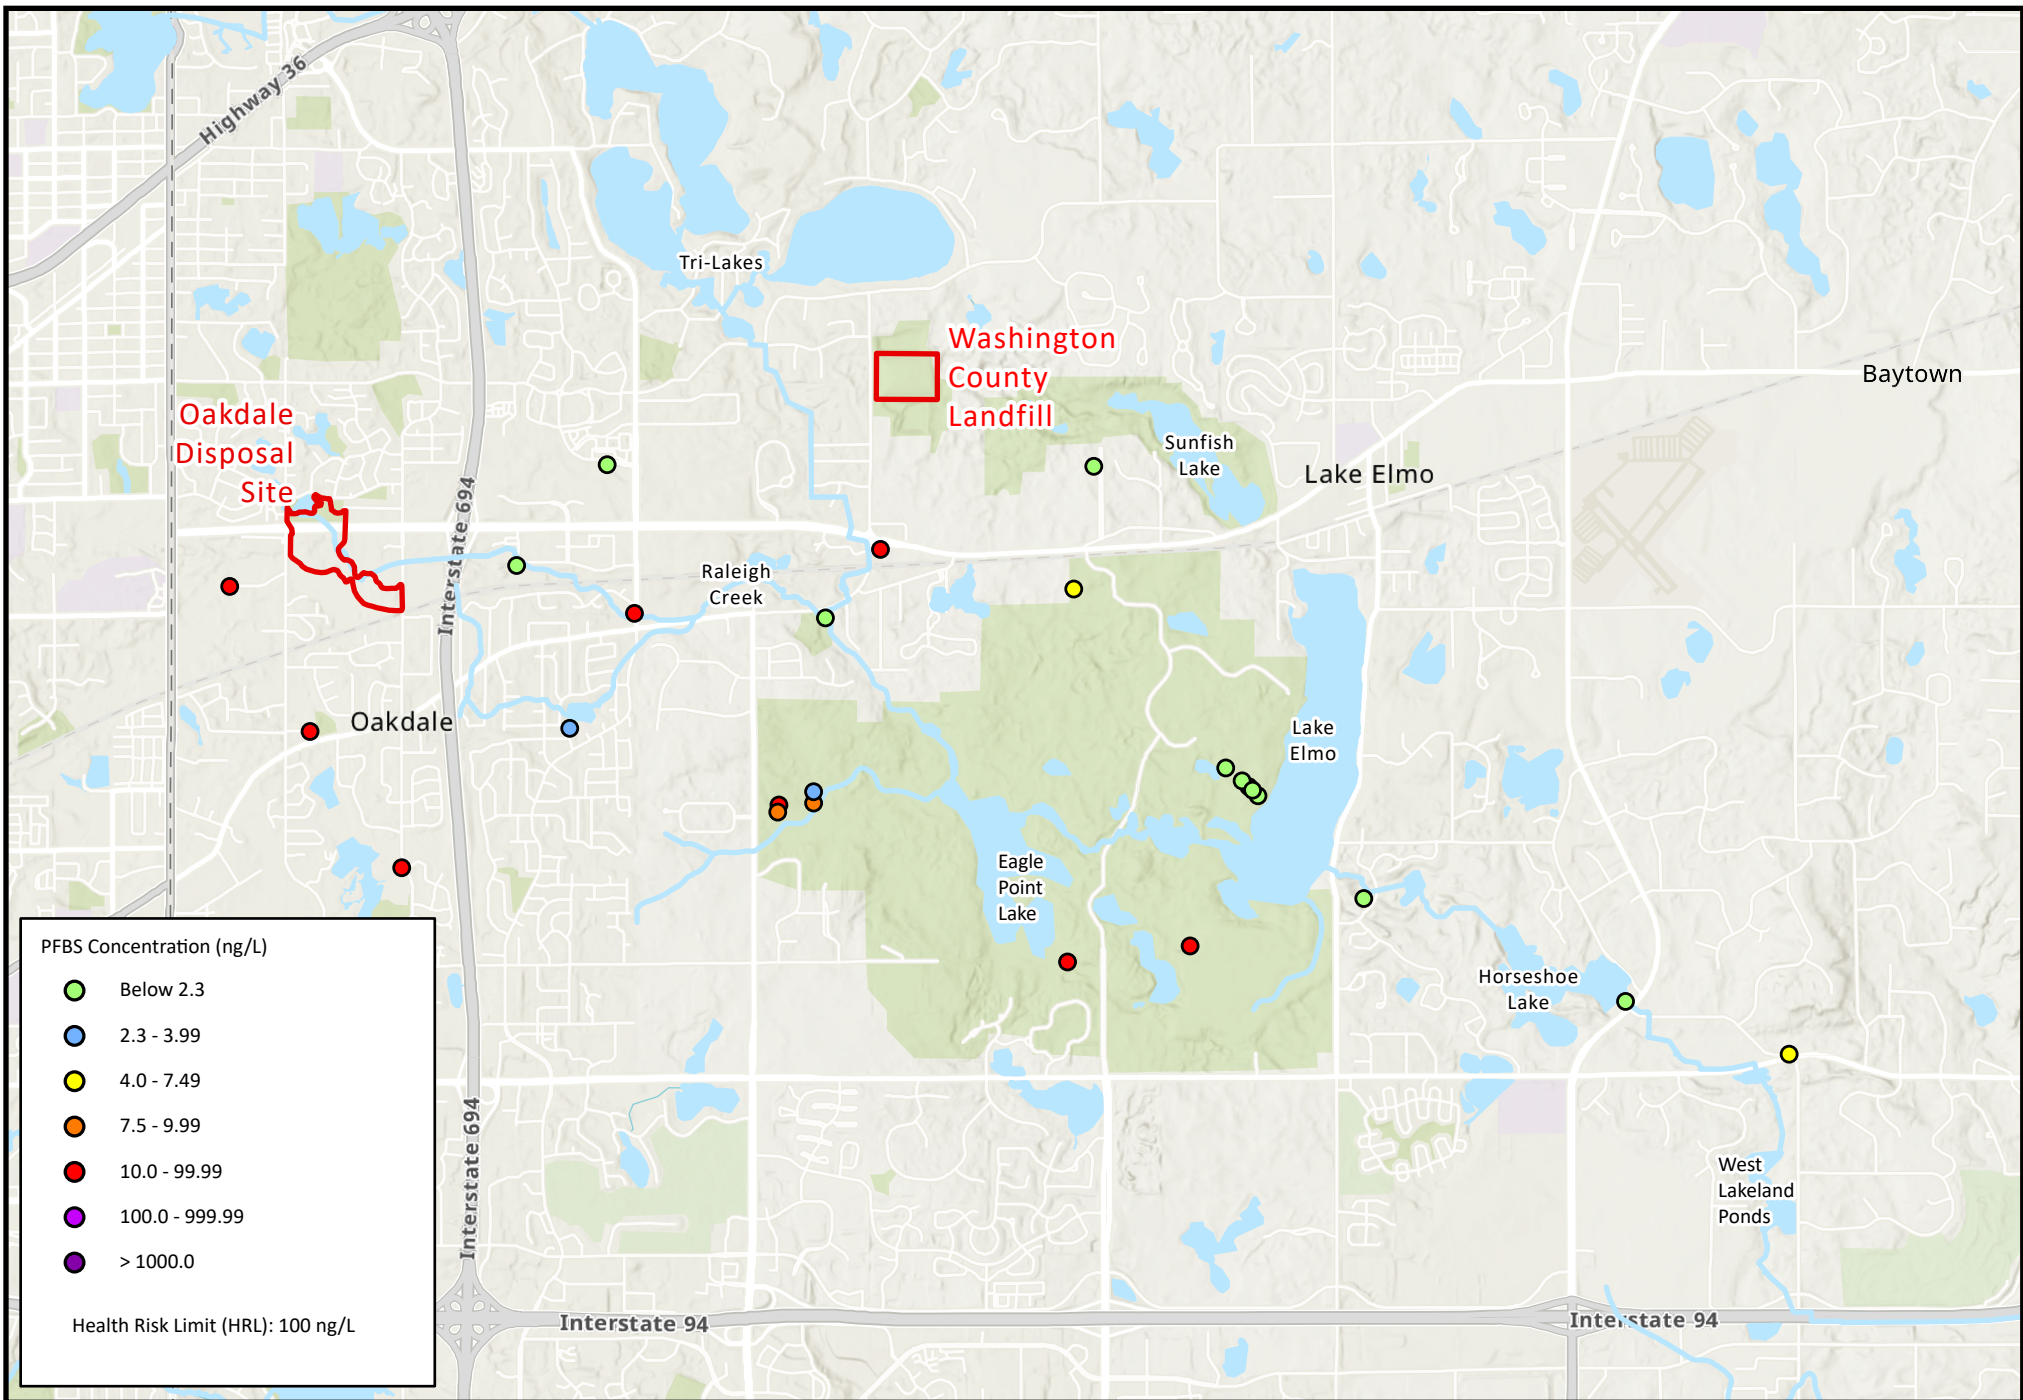 Highway 36
Tri-Lakes
Washington
County
Landfill
Baytown
Oakdale
Disposal
Site
Sunfish
Lake
Lake Elmo
Interstate 694
Raleigh
Creek
Oakdale
Lake
Elmo
Eagle
Point
Lake
Horseshoe
Lake
PFBS Concentration (ng/L)
Below 2.3
2.3 - 3.99
4.0 - 7.49
7.5 - 9.99
10.0 - 99.99
100.0 - 999.99
> 1000.0
Health Risk Limit (HRL): 100 ng/L
Interstate 694
West
Lakeland
Ponds
Interstate 94
Interstate 94